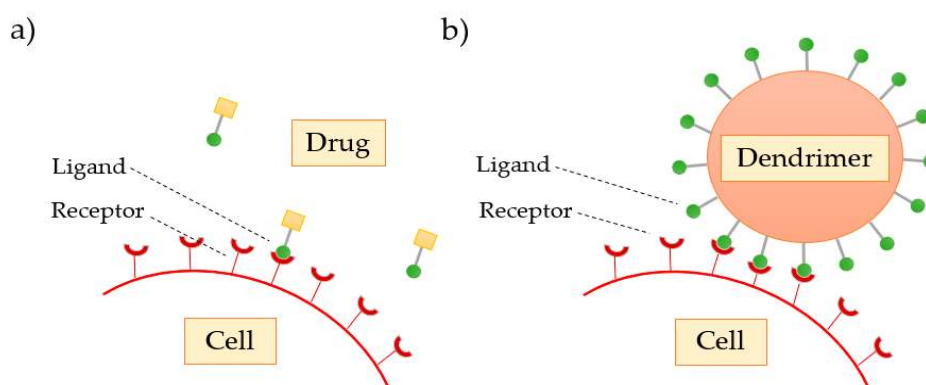 a)
Drug
Ligand
Receptor
Cell
b)
Dendrimer
Ligand
Receptor
Cell